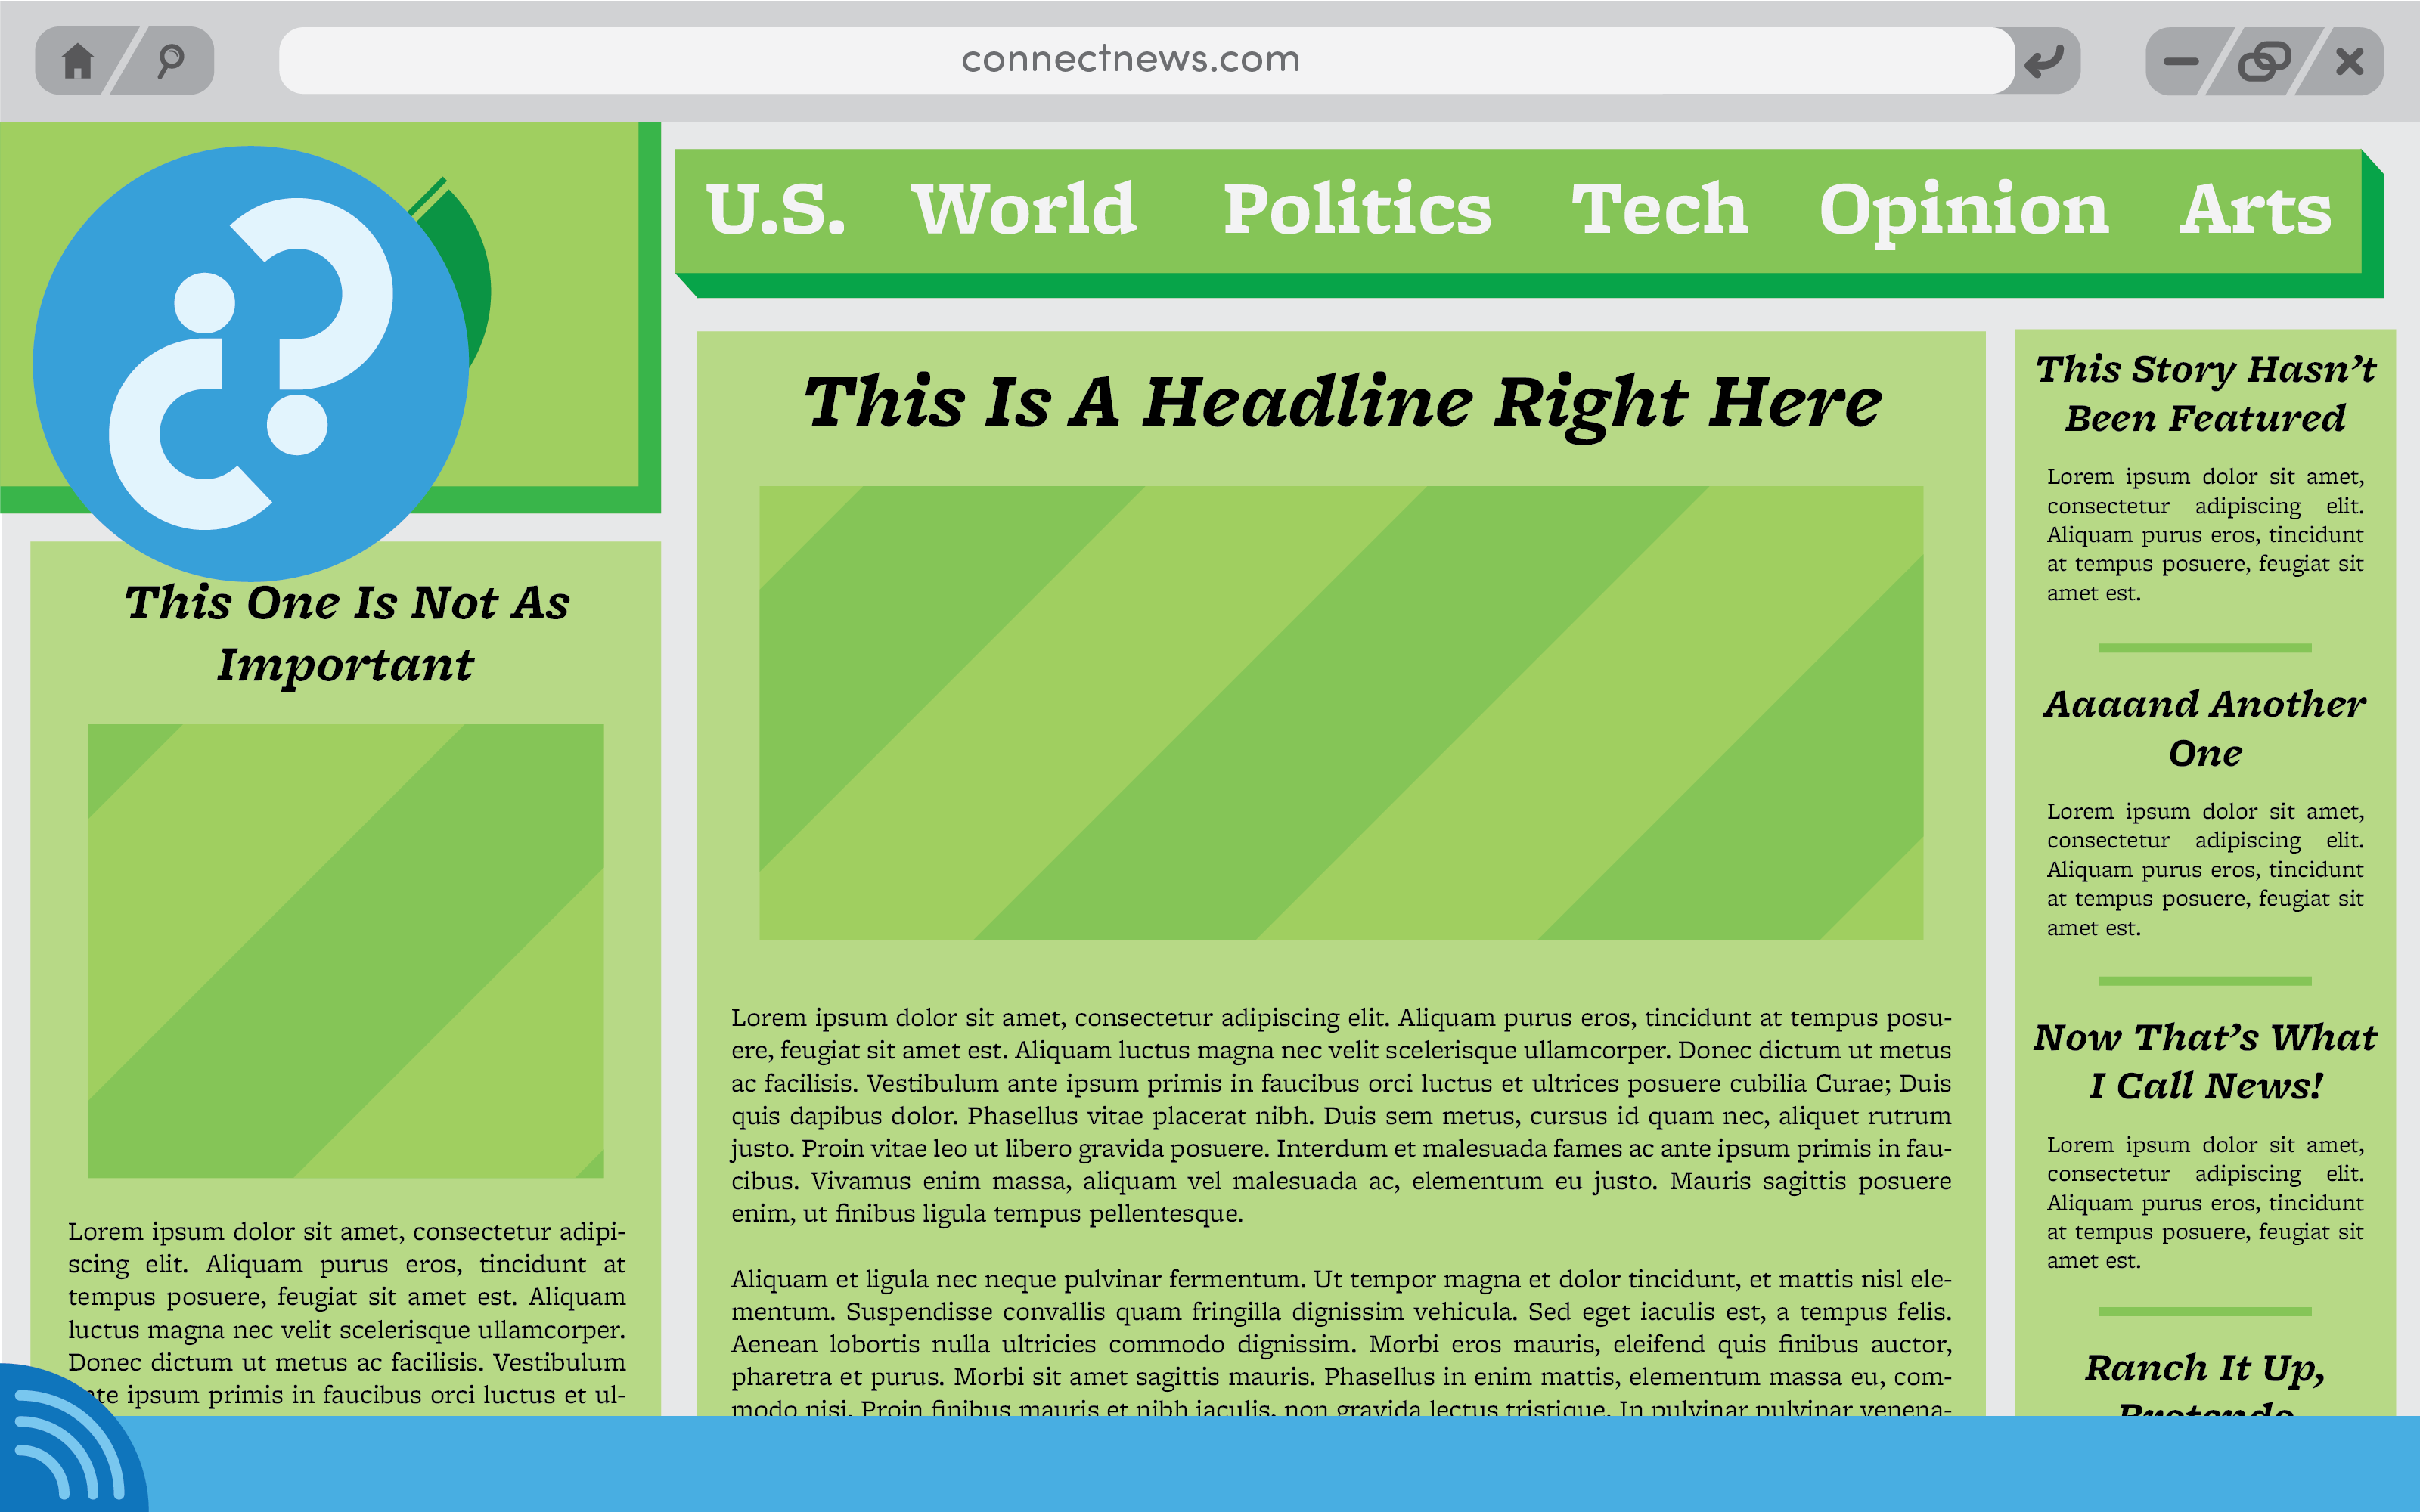 connectnews.com
U.S. World Politics Tech Opinion Arts
This One Is Not As
Important
Lorem ipsum dolor sit amet, consectetur adipi-
scing elit. Aliquam purus eros, tincidunt at
tempus posuere, feugiat sit amet est. Aliquam
luctus magna nec velit scelerisque ullamcorper.
Donec dictum ut metus ac facilisis. Vestibulum
ante ipsum primis in faucibus orci luctus et ul-
This Is A Headline Right Here
Lorem ipsum dolor sit amet, consectetur adipiscing elit. Aliquam purus eros, tincidunt at tempus posu-
ere, feugiat sit amet est. Aliquam luctus magna nec velit scelerisque ullamcorper. Donec dictum ut metus
ac facilisis. Vestibulum ante ipsum primis in faucibus orci luctus et ultrices posuere cubilia Curae; Duis
quis dapibus dolor. Phasellus vitae placerat nibh. Duis sem metus, cursus id quam nec, aliquet rutrum
justo. Proin vitae leo ut libero gravida posuere. Interdum et malesuada fames ac ante ipsum primis in fau-
cibus. Vivamus enim massa, aliquam vel malesuada ac, elementum eu justo. Mauris sagittis posuere
enim, ut finibus ligula tempus pellentesque.
Aliquam et ligula nec neque pulvinar fermentum. Ut tempor magna et dolor tincidunt, et mattis nisl ele-
mentum. Suspendisse convallis quam fringilla dignissim vehicula. Sed eget iaculis est, a tempus felis.
Aenean lobortis nulla ultricies commodo dignissim. Morbi eros mauris, eleifend quis finibus auctor,
pharetra et purus. Morbi sit amet sagittis mauris. Phasellus in enim mattis, elementum massa eu, com-
modo nisi. Proin finibus mauris et nibh iaculis, non gravida lectus tristique. In pulvinar pulvinar venena-
This Story Hasn't
Been Featured
Lorem ipsum dolor sit amet,
consectetur adipiscing elit.
Aliquam purus eros, tincidunt
at tempus posuere, feugiat sit
amet est.
Aaaand Another
One
Lorem ipsum dolor sit amet,
consectetur adipiscing elit.
Aliquam purus eros, tincidunt
at tempus posuere, feugiat sit
amet est.
Now That's What
I Call News!
Lorem ipsum dolor sit amet,
consectetur adipiscing elit.
Aliquam purus eros, tincidunt
at tempus posuere, feugiat sit
amet est.
Ranch It Up,